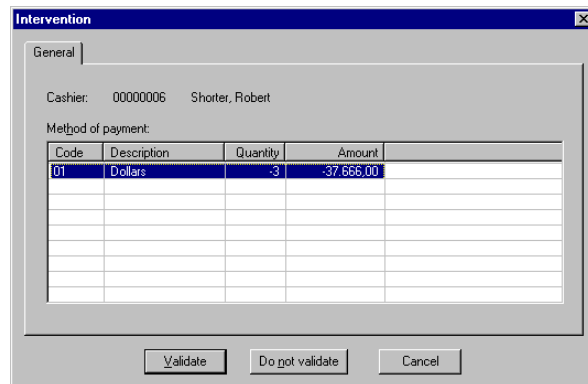 Intervention
General
Cashier: 00000006 Shorter, Robert
Method of payment:
Code Description Quantity Amount
01 Dollars -3 -37.666,00
Validate Do not validate Cancel